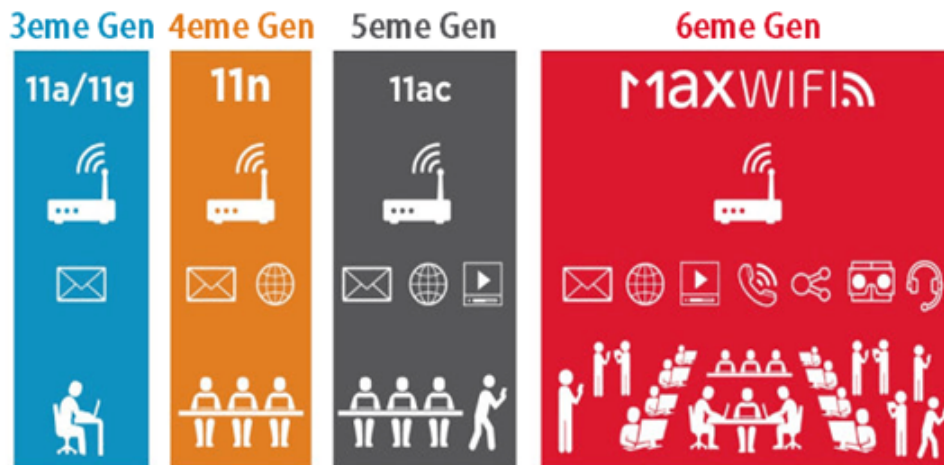 3eme Gen
4eme Gen
5eme Gen
6eme Gen
11a/11g
11n
11ac
MaxWIFI